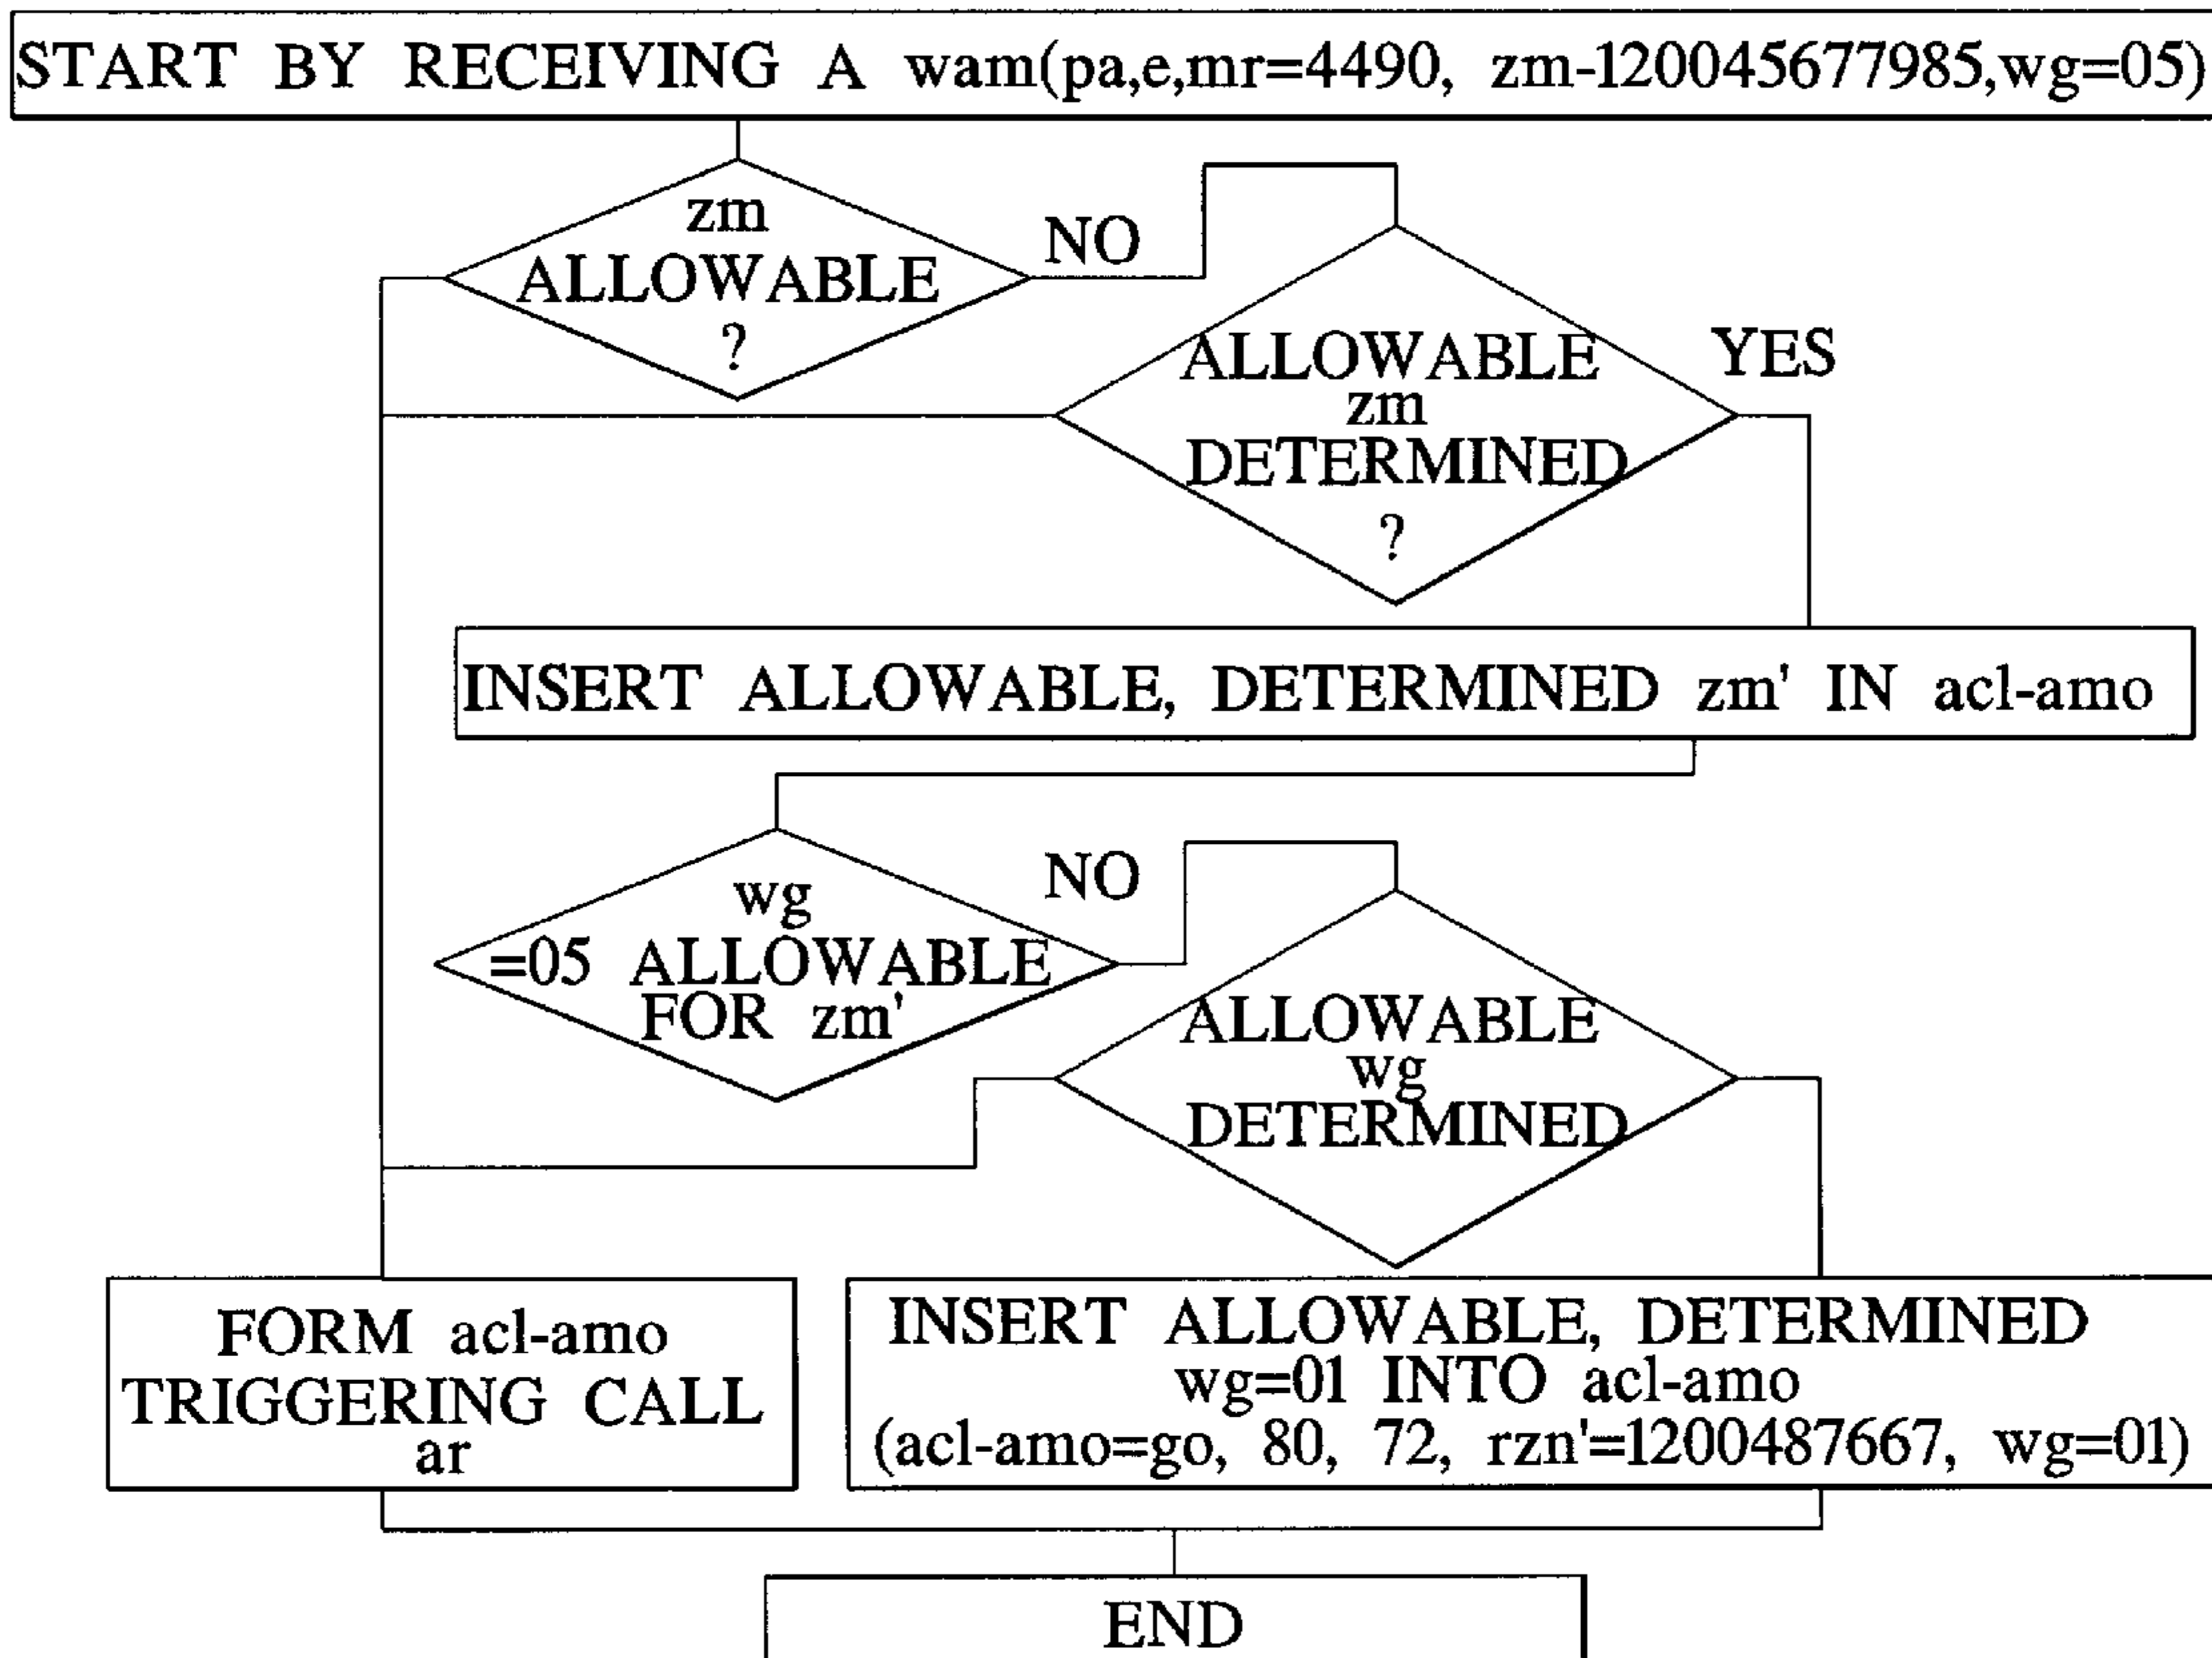 START BY RECEIVING A wam(pa,e,mr=4490, zm-120045677985,wg=05)
zm
ALLOWABLE
?
NO
ALLOWABLE
zm
DETERMINED
?
YES
INSERT ALLOWABLE, DETERMINED zm' IN acl-amo
wg
=05 ALLOWABLE
FOR zm'
NO
ALLOWABLE
wg
DETERMINED
FORM acl-amo
TRIGGERING CALL
ar
INSERT ALLOWABLE, DETERMINED
wg=01 INTO acl-amo
(acl-amo=go, 80, 72, rzn'=1200487667, wg=01)
END